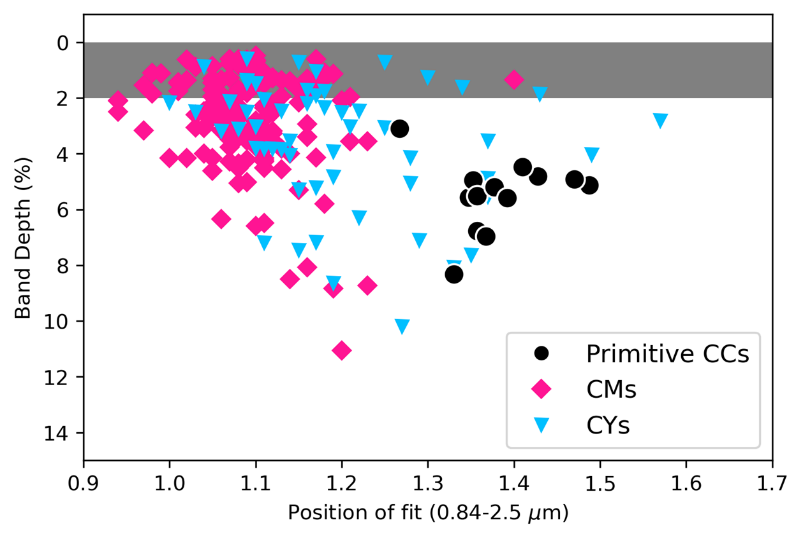 0
2
4
6
8
10
12
14
Band Depth (%)
0.9 1.0 1.1 1.2 1.3 1.4 1.5 1.6 1.7
Position of fit (0.84-2.5 μm)
Primitive CCs
CMs
CYs